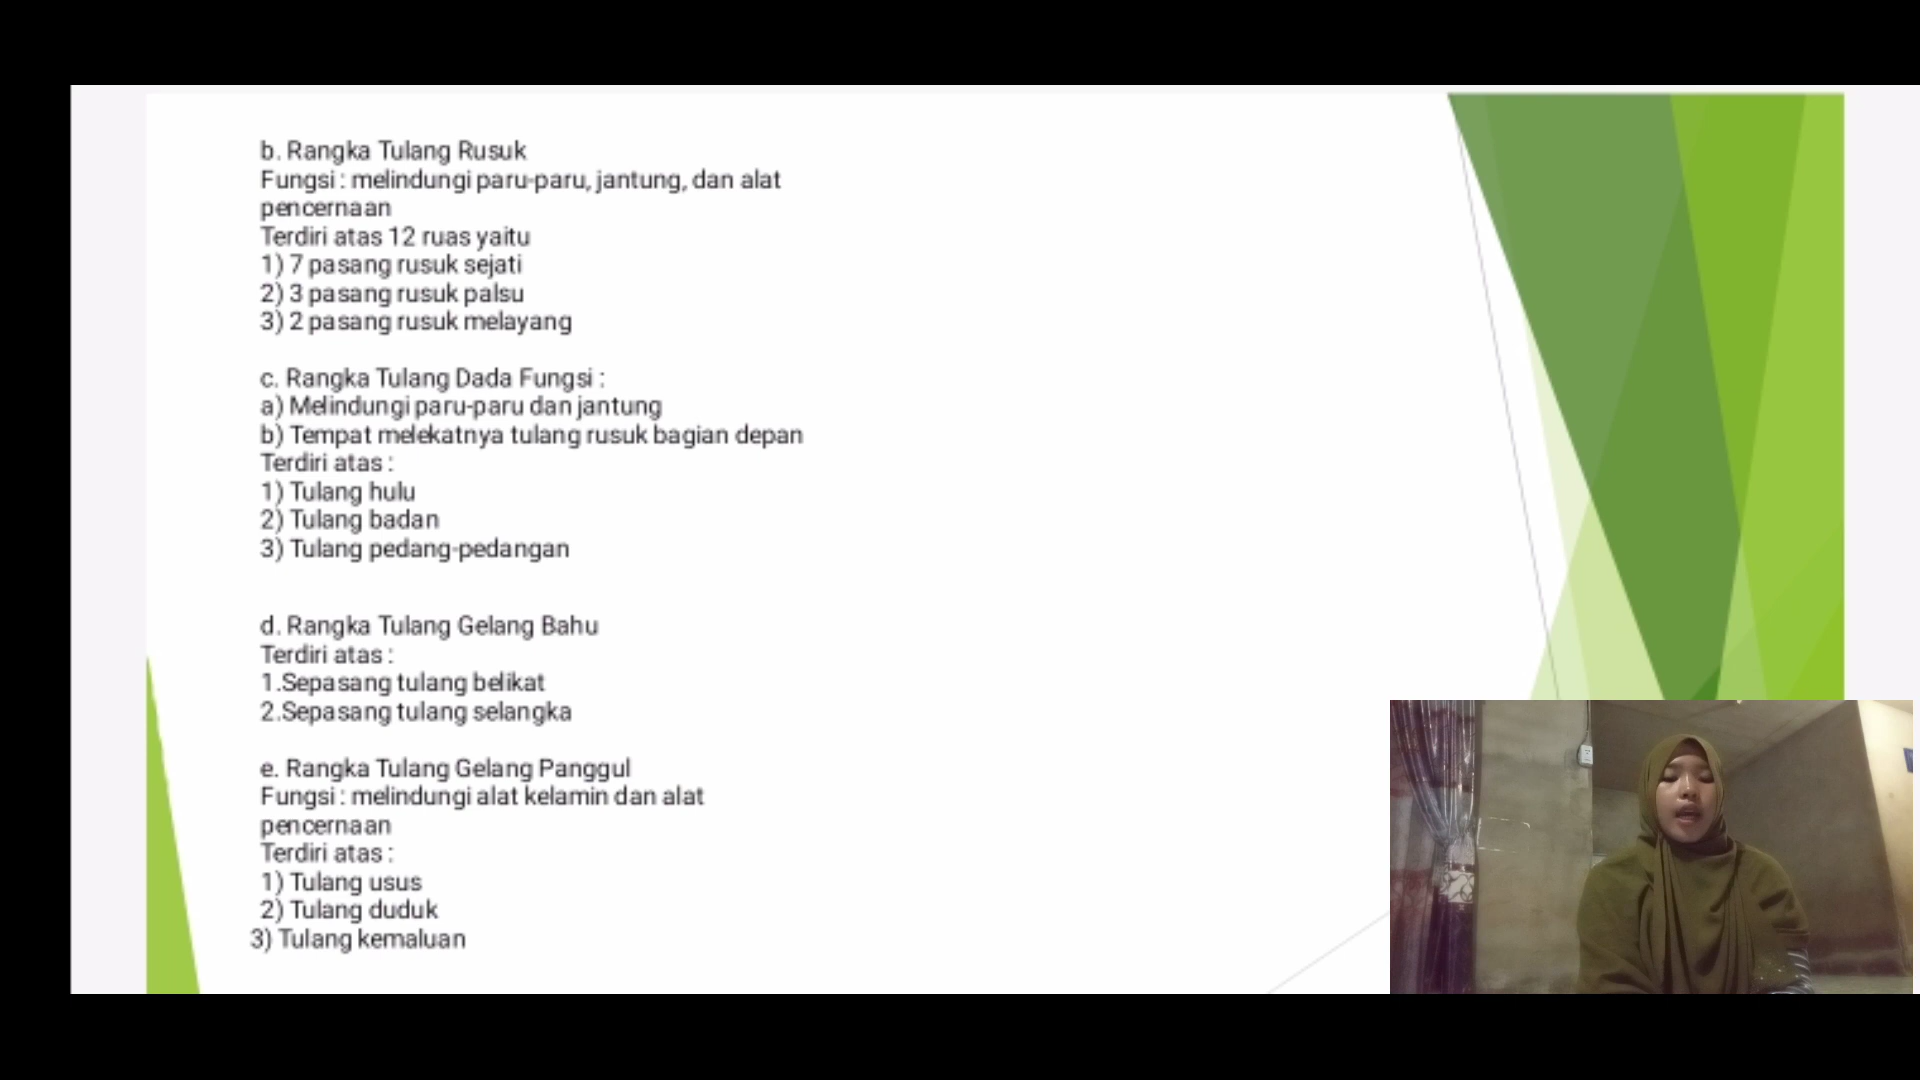 b. Rangka Tulang Rusuk
Fungsi : melindungi paru-paru, jantung, dan alat
pencernaan
Terdiri atas 12 ruas yaitu
1) 7 pasang rusuk sejati
2) 3 pasang rusuk palsu
3) 2 pasang rusuk melayang
c. Rangka Tulang Dada Fungsi :
a) Melindungi paru-paru dan jantung
b) Tempat melekatnya tulang rusuk bagian depan
Terdiri atas :
1) Tulang hulu
2) Tulang badan
3) Tulang pedang-pedangan
d. Rangka Tulang Gelang Bahu
Terdiri atas :
1.Sepasang tulang belikat
2.Sepasang tulang selangka
e. Rangka Tulang Gelang Panggul
Fungsi : melindungi alat kelamin dan alat
pencernaan
Terdiri atas :
1) Tulang usus
2) Tulang duduk
3) Tulang kemaluan